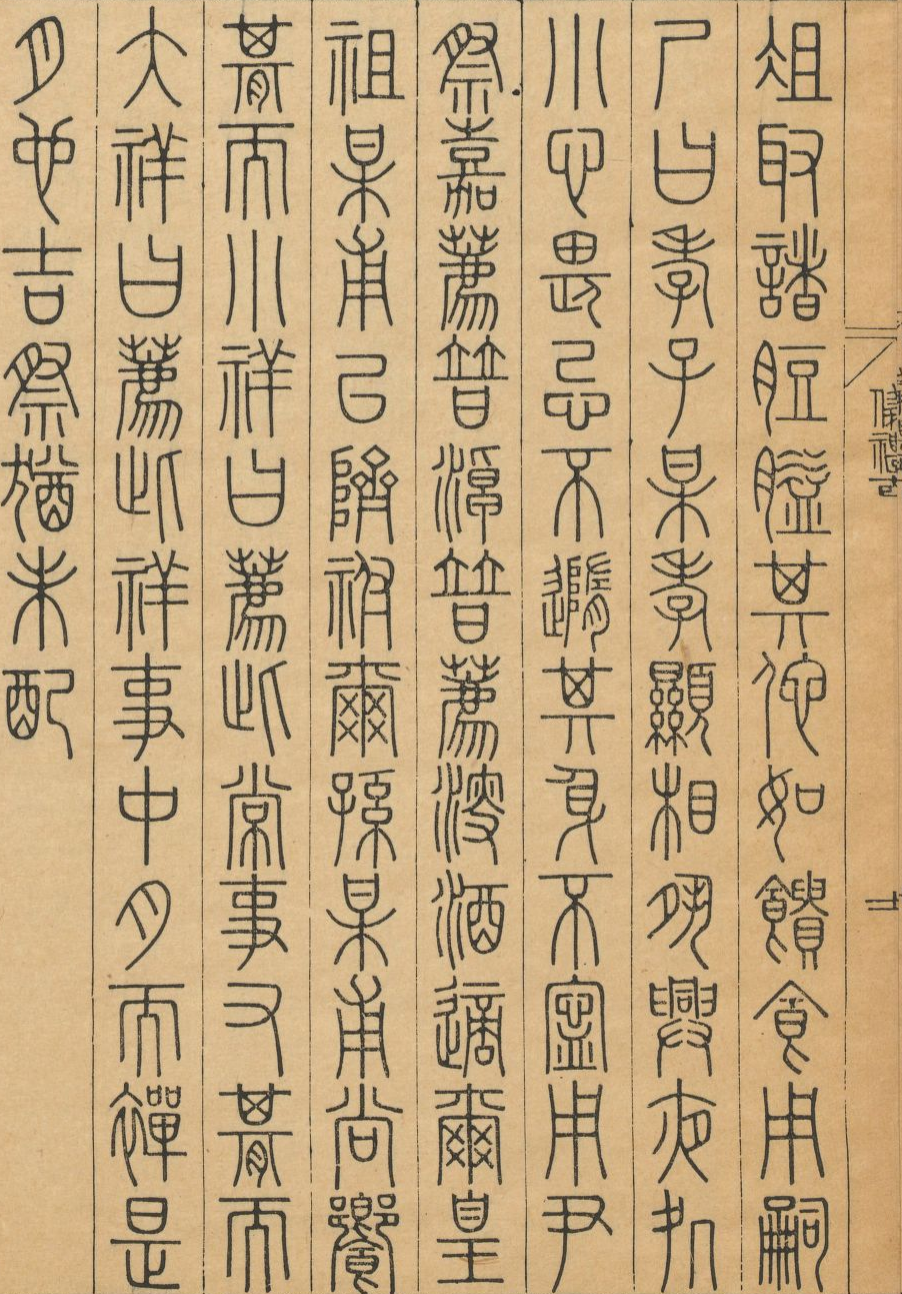 俎取諸脰膉其他如饋食用嗣
尸曰孝子某孝顯相夙興夜処
小心畏忌不惰其身不寧用尹
祭嘉薦普淖普薦溲酒適爾皇
祖某甫以隮祔爾孫某甫尚饗
朞而小祥曰薦此常事又朞而
大祥曰薦此祥事中月而禫是
月也吉祭猶未配